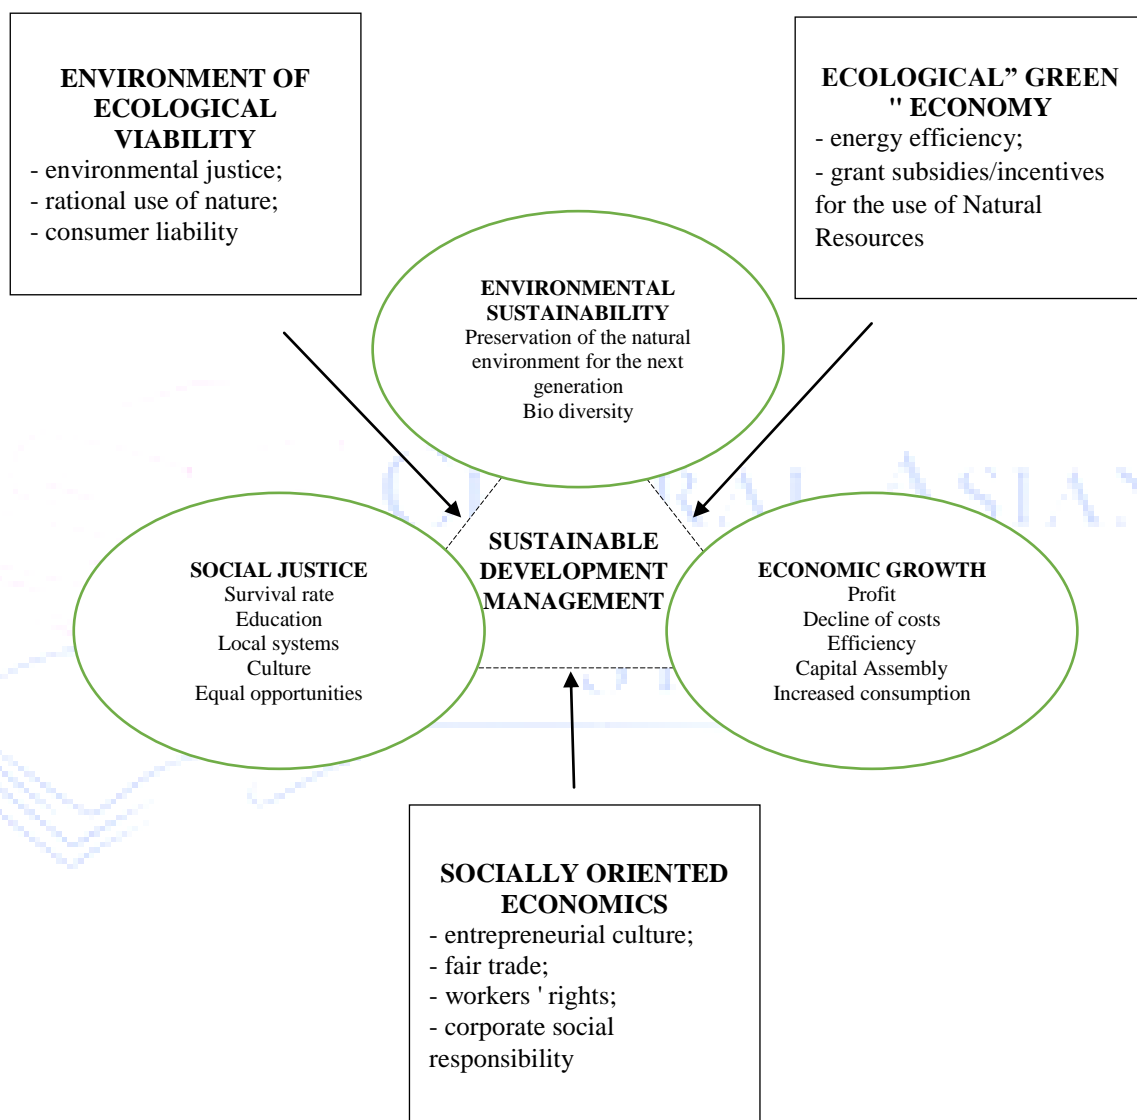 ENVIRONMENT OF
ECOLOGICAL
VIABILITY
- environmental justice;
- rational use of nature;
- consumer liability
ECOLOGICAL” GREEN
" ECONOMY
- energy efficiency;
- grant subsidies/incentives
for the use of Natural
Resources
ENVIRONMENTAL
SUSTAINABILITY
Preservation of the natural
environment for the next
generation
Bio diversity
SUSTAINABLE
DEVELOPMENT
MANAGEMENT
SOCIAL JUSTICE
Survival rate
Education
Local systems
Culture
Equal opportunities
ECONOMIC GROWTH
Profit
Decline of costs
Efficiency
Capital Assembly
Increased consumption
SOCIALLY ORIENTED
ECONOMICS
- entrepreneurial culture;
- fair trade;
- workers ' rights;
- corporate social
responsibility